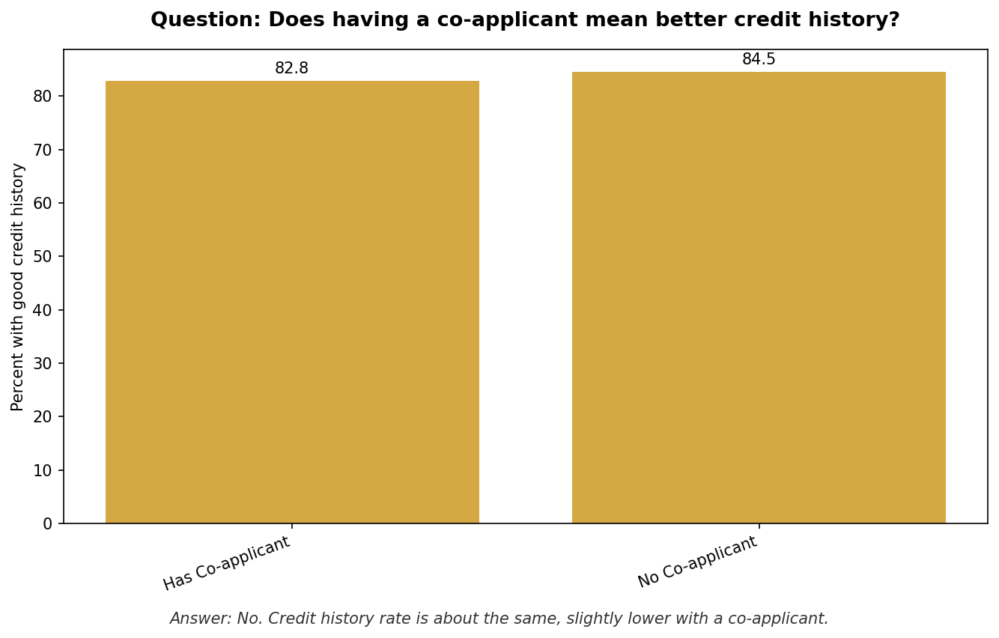 Question: Does having a co-applicant mean better credit history?
82.8
84.5
Percent with good credit history
80
70
60
50
40
30
20
10
0
Has Co-applicant
No Co-applicant
Answer: No. Credit history rate is about the same, slightly lower with a co-applicant.